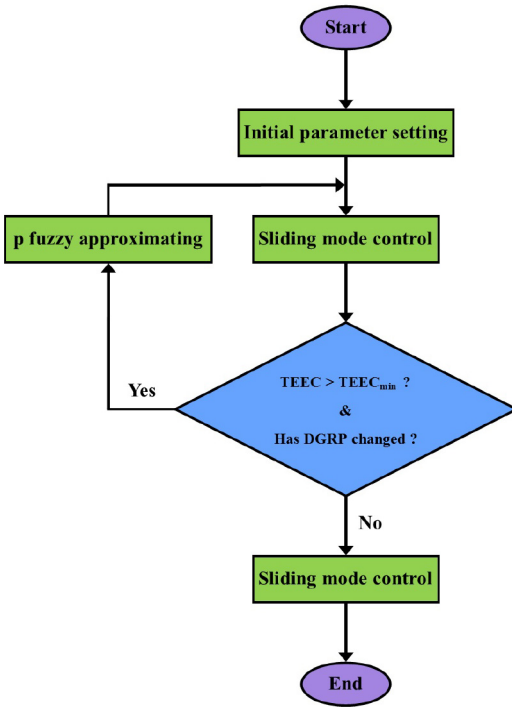 Start
Initial parameter setting
p fuzzy approximating
Sliding mode control
TEEC > TEECmin ?
&
Has DGRP changed ?
Yes
No
Sliding mode control
End